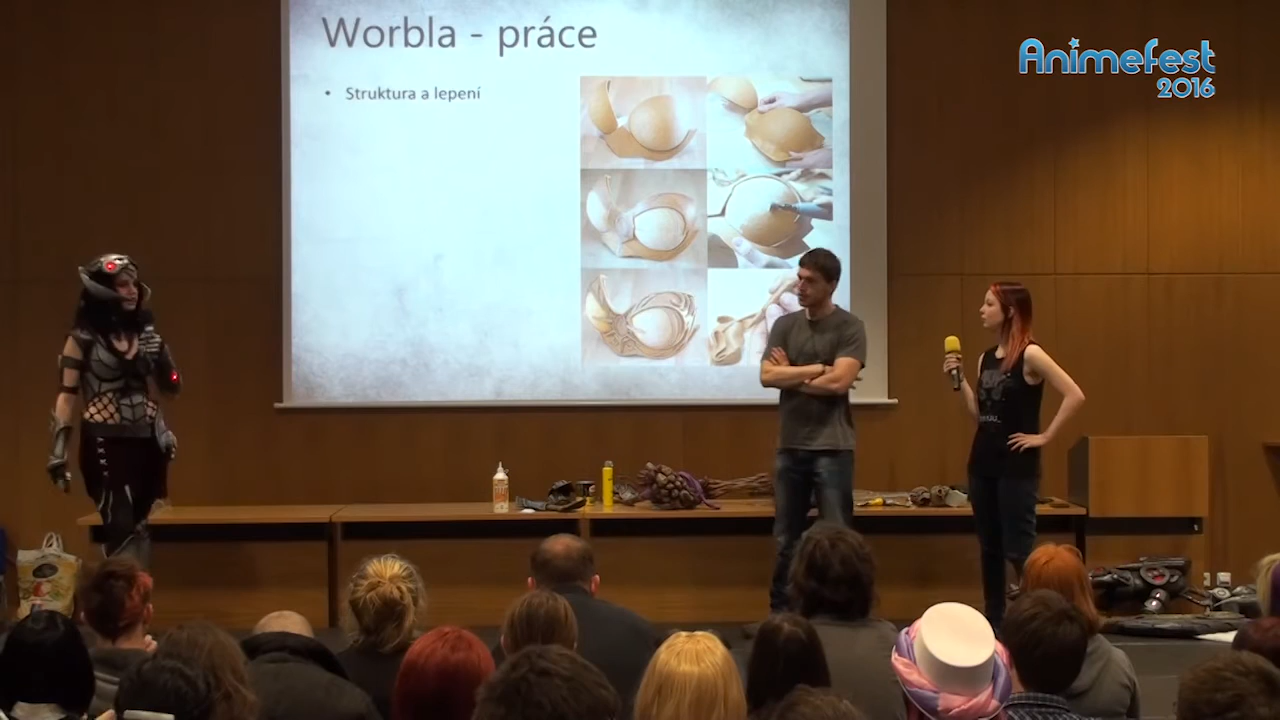 Worbla - práce
• Struktura a lepení
AnimeFest
2016